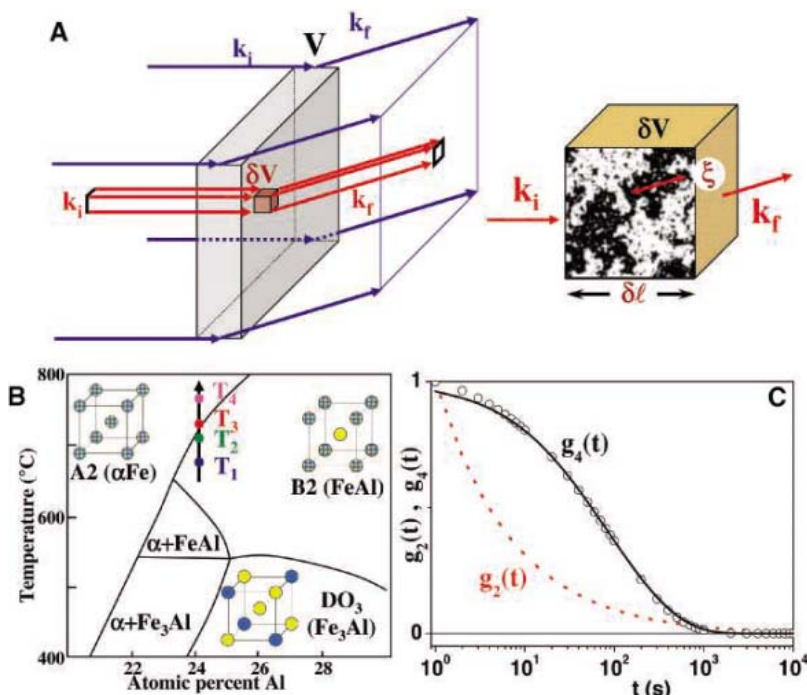 A
k_i
V
k_f
δV
k_i
k_f
δV
k_i
ξ
k_f
δℓ
B
800
600
400
Temperature (°C)
A2 (αFe)
T_4
T_3
T_2
T_1
B2 (FeAl)
α+FeAl
α+Fe_3Al
DO_3
(Fe_3Al)
22
24
26
28
Atomic percent Al
C
1
0
g_2(t) , g_4(t)
g_4(t)
g_2(t)
10^0
10^1
10^2
10^3
10^4
t (s)